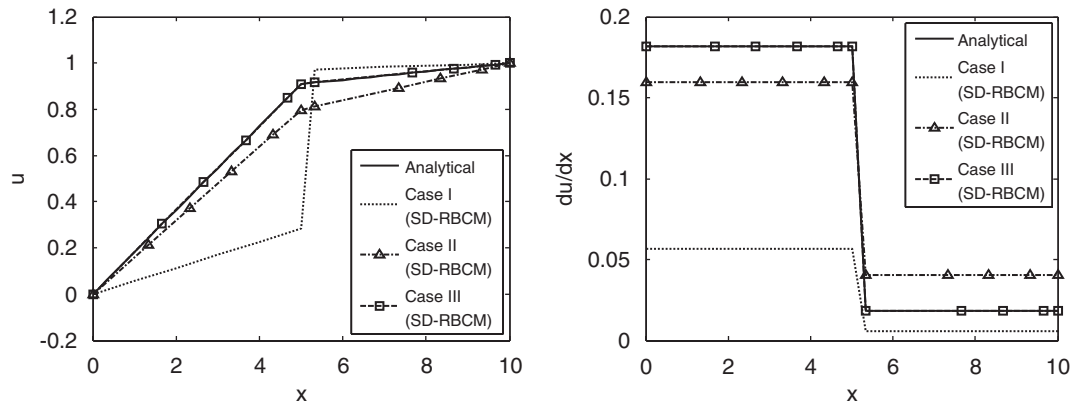 1.2
1
0.8
0.6
0.4
0.2
0
-0.2
u
0 2 4 6 8 10
x
Analytical
Case I
(SD-RBCM)
Case II
(SD-RBCM)
Case III
(SD-RBCM)
0.2
0.15
0.1
0.05
0
du/dx
0 2 4 6 8 10
x
Analytical
Case I
(SD-RBCM)
Case II
(SD-RBCM)
Case III
(SD-RBCM)